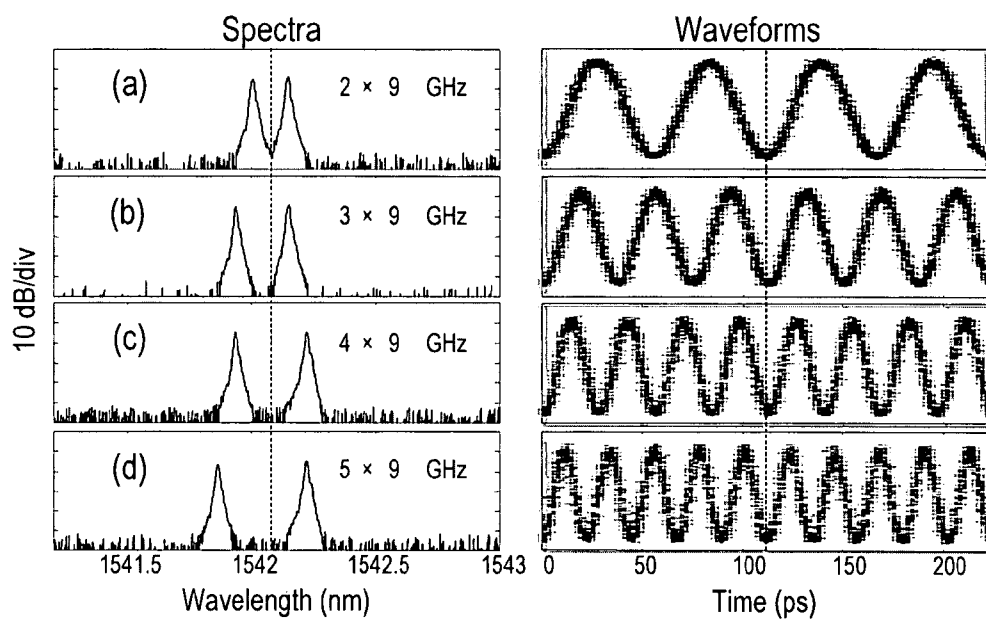 Spectra
Waveforms
(a)
2 × 9 GHz
(b)
3 × 9 GHz
(c)
4 × 9 GHz
(d)
5 × 9 GHz
10 dB/div
1541.5 1542 1542.5 1543
0 50 100 150 200
Wavelength (nm)
Time (ps)